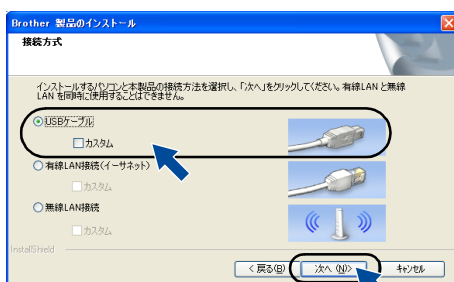 Brother 製品のインストール
接続方式
インストールするパソコンと本製品の接続方法を選択し、「次へ」をクリックしてください。有線LAN と無線
LAN を同時に使用することはできません。
USBケーブル
カスタム
有線LAN接続(イーサネット)
カスタム
無線LAN接続
カスタム
InstallShield
< 戻る(B)
次へ (N)>
キャンセル